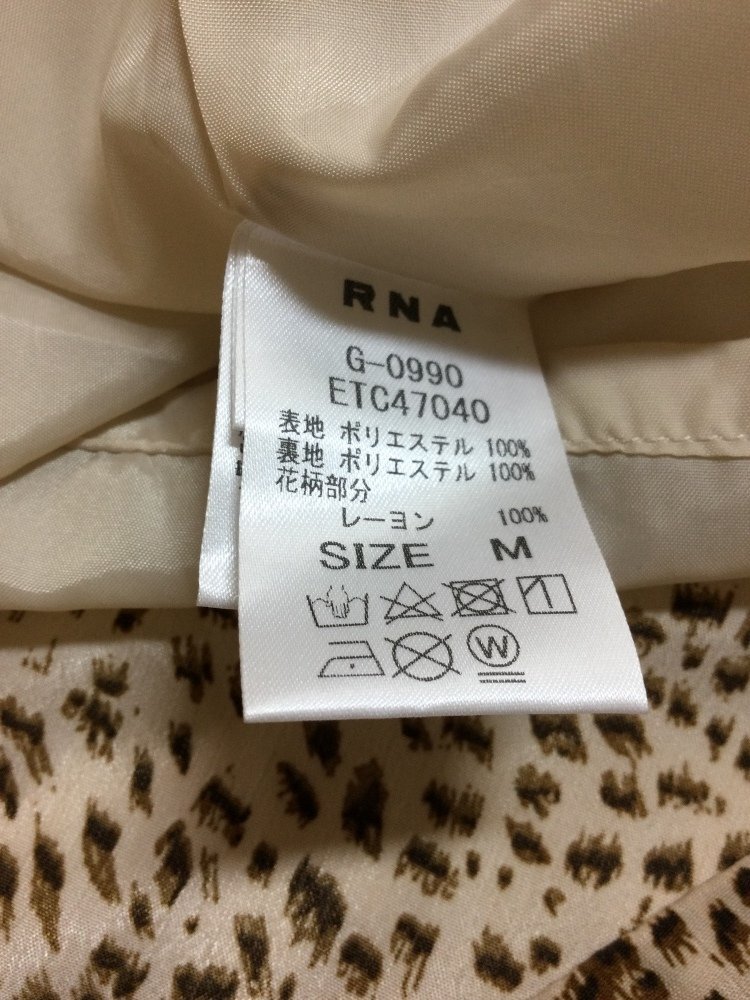 RNA
G-0990
ETC47040
表地 ポリエステル 100%
裏地 ポリエステル 100%
花柄部分
レーヨン 100%
SIZE M
W